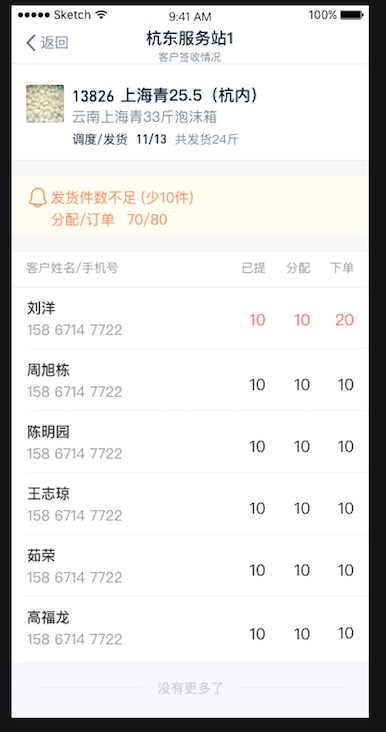 ●●●●● Sketch 9:41 AM 100%
返回 杭东服务站1
客户签收情况
13826 上海青25.5（杭内）
云南上海青33斤泡沫箱
调度/发货 11/13 共发货24斤
发货件数不足 (少10件)
分配/订单 70/80
客户姓名/手机号 已提 分配 下单
刘洋
158 6714 7722 10 10 20
周旭栋
158 6714 7722 10 10 10
陈明园
158 6714 7722 10 10 10
王志琼
158 6714 7722 10 10 10
茹荣
158 6714 7722 10 10 10
高福龙
158 6714 7722 10 10 10
没有更多了